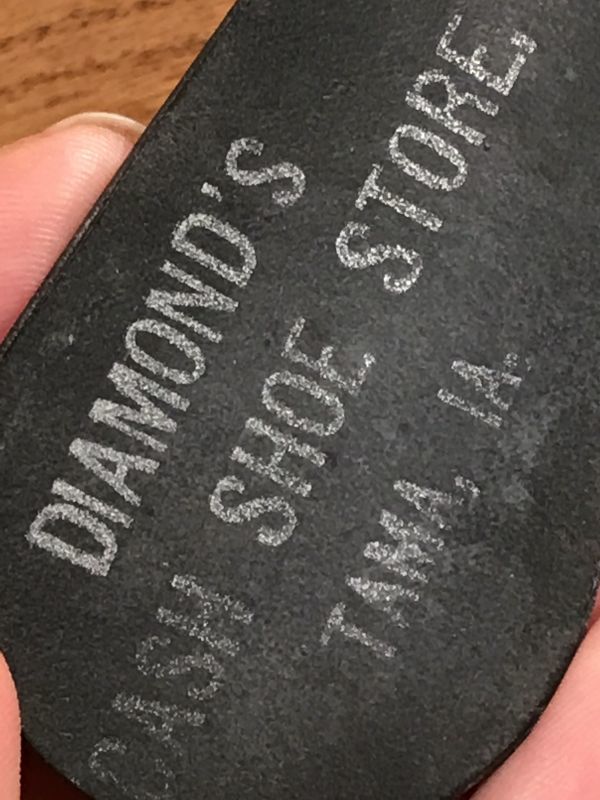 DIAMOND'S
CASH SHOE STORE.
TAMA, IA.